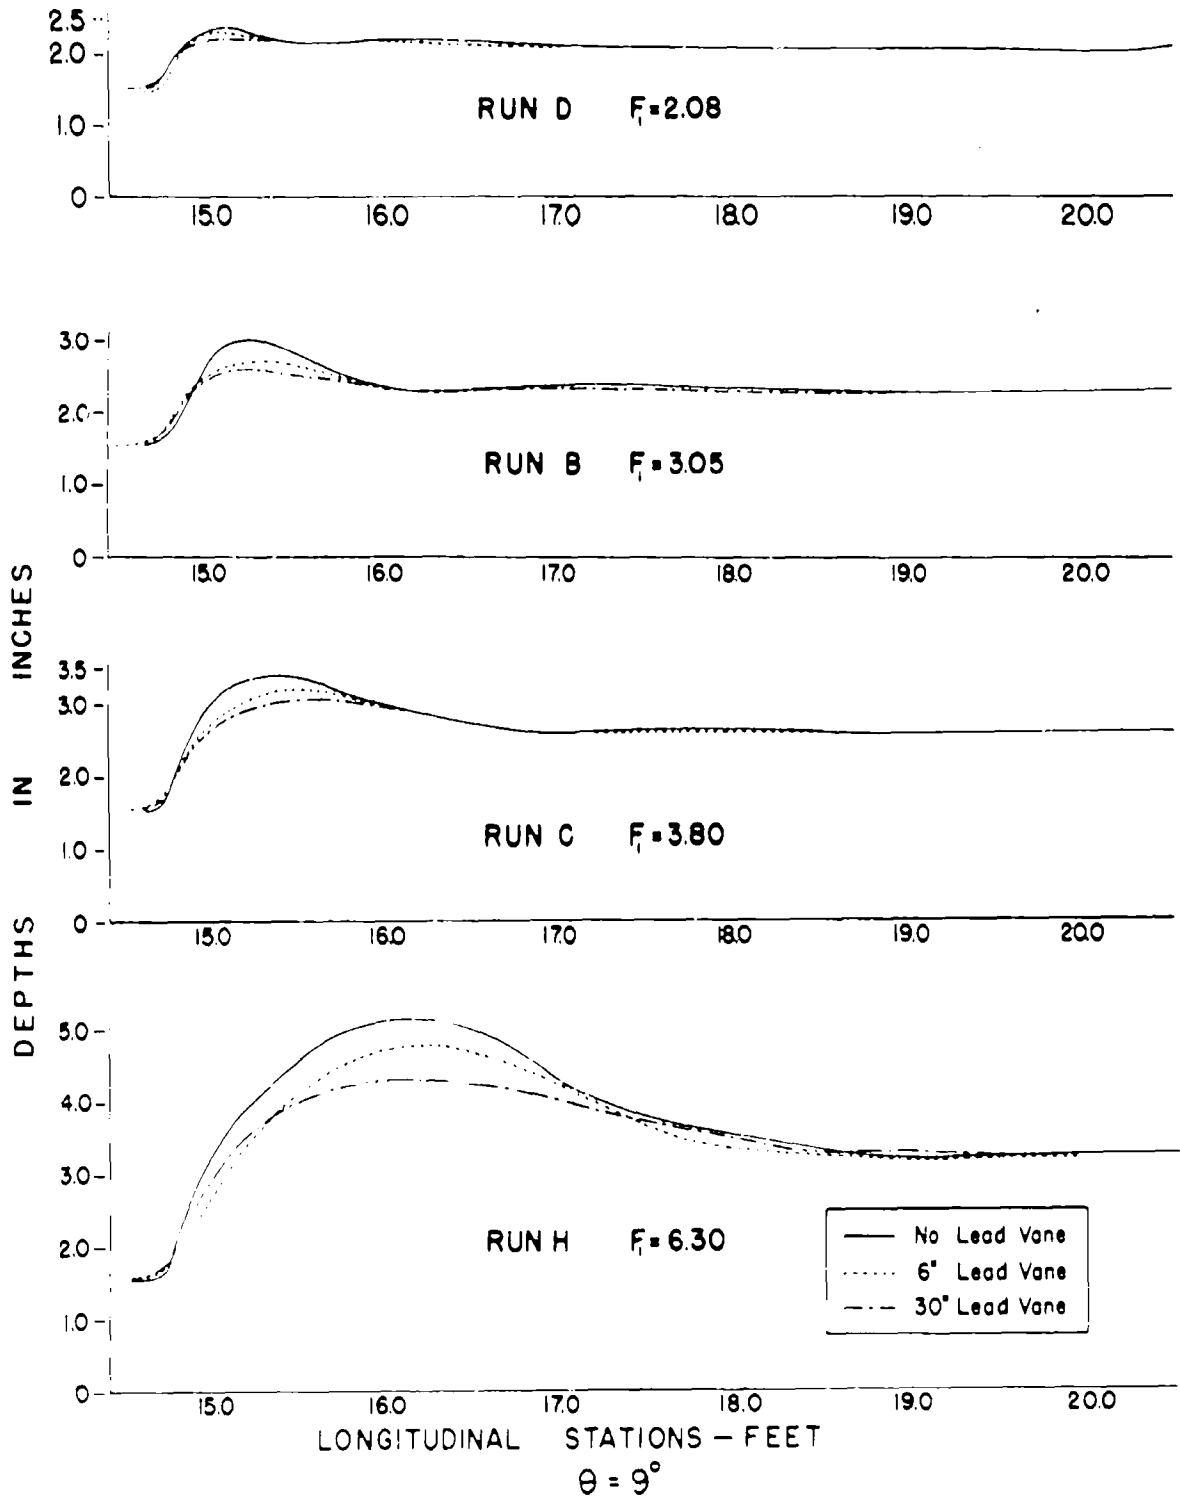 2.5
2.0
1.0
0
RUN D F₁=2.08
15.0 16.0 17.0 18.0 19.0 20.0
3.0
2.0
1.0
0
RUN B F₁=3.05
15.0 16.0 17.0 18.0 19.0 20.0
DEPTHS IN INCHES
3.5
3.0
2.0
1.0
0
RUN C F₁=3.80
15.0 16.0 17.0 18.0 19.0 20.0
5.0
4.0
3.0
2.0
1.0
0
RUN H F₁=6.30
No Lead Vane
6" Lead Vane
30" Lead Vane
15.0 16.0 17.0 18.0 19.0 20.0
LONGITUDINAL STATIONS – FEET
θ = 9°